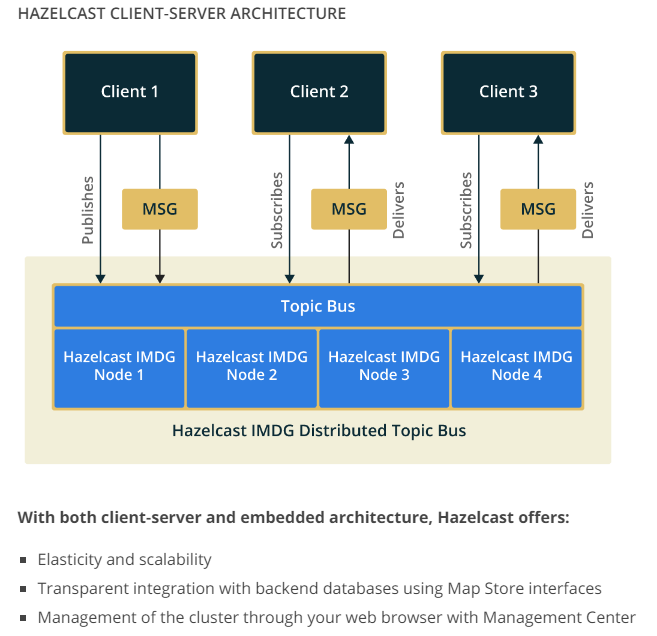 HAZELCAST CLIENT-SERVER ARCHITECTURE
Client 1
Client 2
Client 3
Publishes
MSG
Subscribes
MSG
Delivers
Subscribes
MSG
Delivers
Topic Bus
Hazelcast IMDG
Node 1
Hazelcast IMDG
Node 2
Hazelcast IMDG
Node 3
Hazelcast IMDG
Node 4
Hazelcast IMDG Distributed Topic Bus
With both client-server and embedded architecture, Hazelcast offers:
Elasticity and scalability
Transparent integration with backend databases using Map Store interfaces
Management of the cluster through your web browser with Management Center